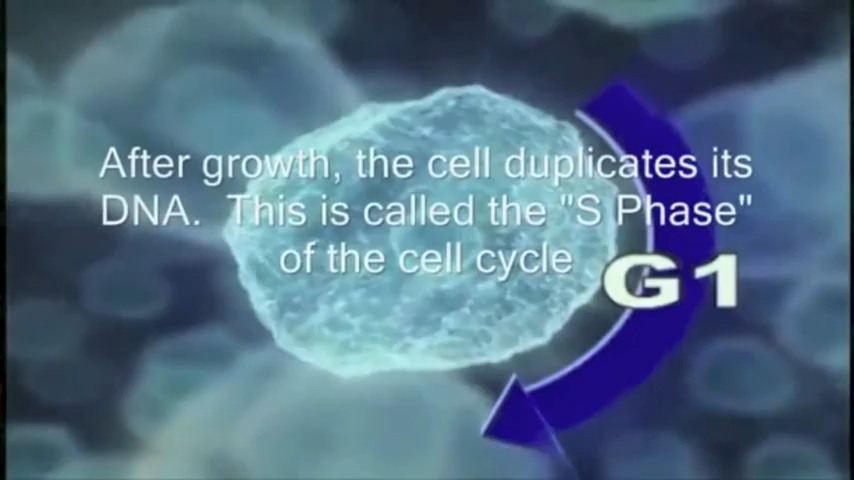 After growth, the cell duplicates its
DNA.  This is called the "S Phase"
of the cell cycle
G1